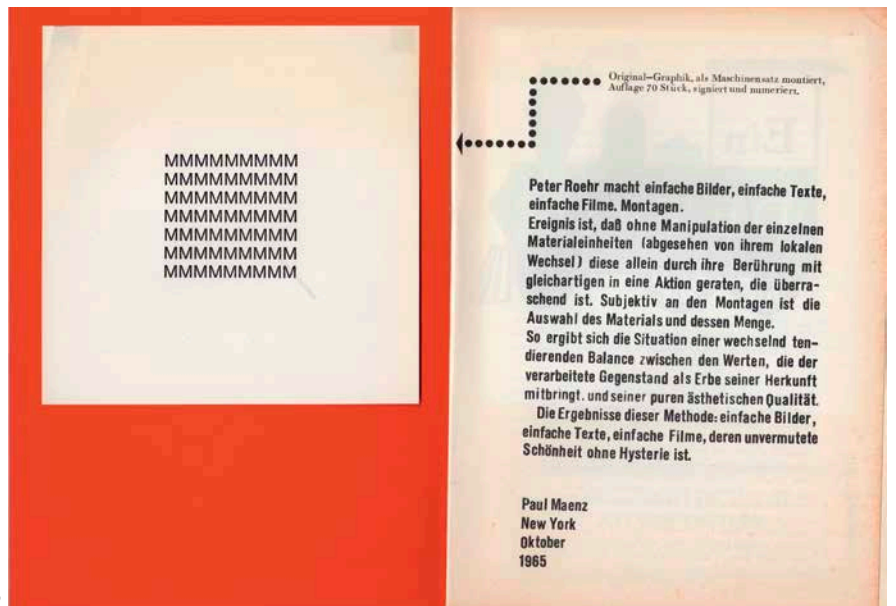 MMMMMMMMM
MMMMMMMMM
MMMMMMMMM
MMMMMMMMM
MMMMMMMMM
MMMMMMMMM
MMMMMMMMM
Original—Graphik, als Maschinensatz montiert,
Auflage 70 Stück, signiert und numeriert.
Peter Roehr macht einfache Bilder, einfache Texte,
einfache Filme. Montagen.
Ereignis ist, daß ohne Manipulation der einzelnen
Materialeinheiten (abgesehen von ihrem lokalen
Wechsel) diese allein durch ihre Berührung mit
gleichartigen in eine Aktion geraten, die überra-
schend ist. Subjektiv an den Montagen ist die
Auswahl des Materials und dessen Menge.
So ergibt sich die Situation einer wechselnd ten-
dierenden Balance zwischen den Werten, die der
verarbeitete Gegenstand als Erbe seiner Herkunft
mitbringt. und seiner puren ästhetischen Qualität.
Die Ergebnisse dieser Methode: einfache Bilder,
einfache Texte, einfache Filme, deren unvermutete
Schönheit ohne Hysterie ist.
Paul Maenz
New York
Oktober
1965